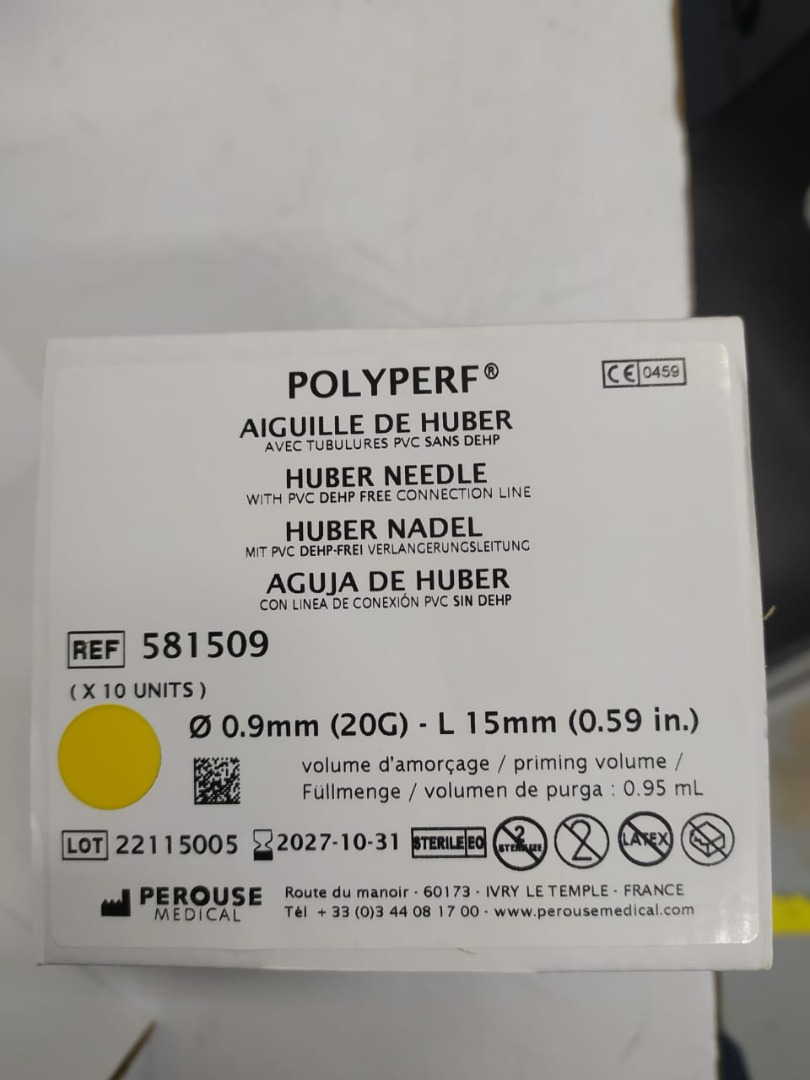 POLYPERF®
CE 0459
AIGUILLE DE HUBER
AVEC TUBULURES PVC SANS DEHP
HUBER NEEDLE
WITH PVC DEHP FREE CONNECTION LINE
HUBER NADEL
MIT PVC DEHP-FREI VERLANGERUNGSLEITUNG
AGUJA DE HUBER
CON LINEA DE CONEXIÓN PVC SIN DEHP
REF 581509
( X 10 UNITS )
Ø 0.9mm (20G) - L 15mm (0.59 in.)
volume d'amorçage / priming volume /
Füllmenge / volumen de purga : 0.95 mL
LOT 22115005 2027-10-31 STERILE EO 2 STERILIZE 2 LATEX
PEROUSE
MEDICAL
Route du manoir - 60173 - IVRY LE TEMPLE - FRANCE
Tél + 33 (0)3 44 08 17 00 - www.perousemedical.com